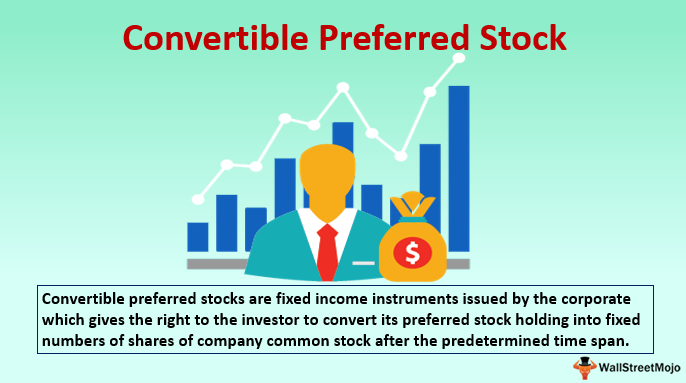 Convertible Preferred Stock
$
Convertible preferred stocks are fixed income instruments issued by the corporate
which gives the right to the investor to convert its preferred stock holding into fixed
numbers of shares of company common stock after the predetermined time span.
WallStreetMojo